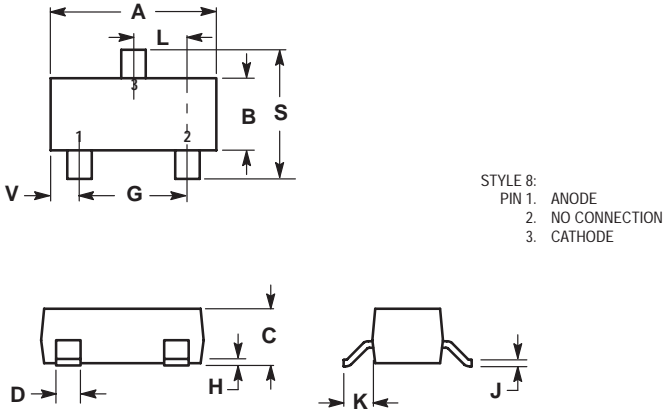 A
L
3
B
S
1
2
V
G
STYLE 8:
PIN 1. ANODE
2. NO CONNECTION
3. CATHODE
C
D
H
K
J